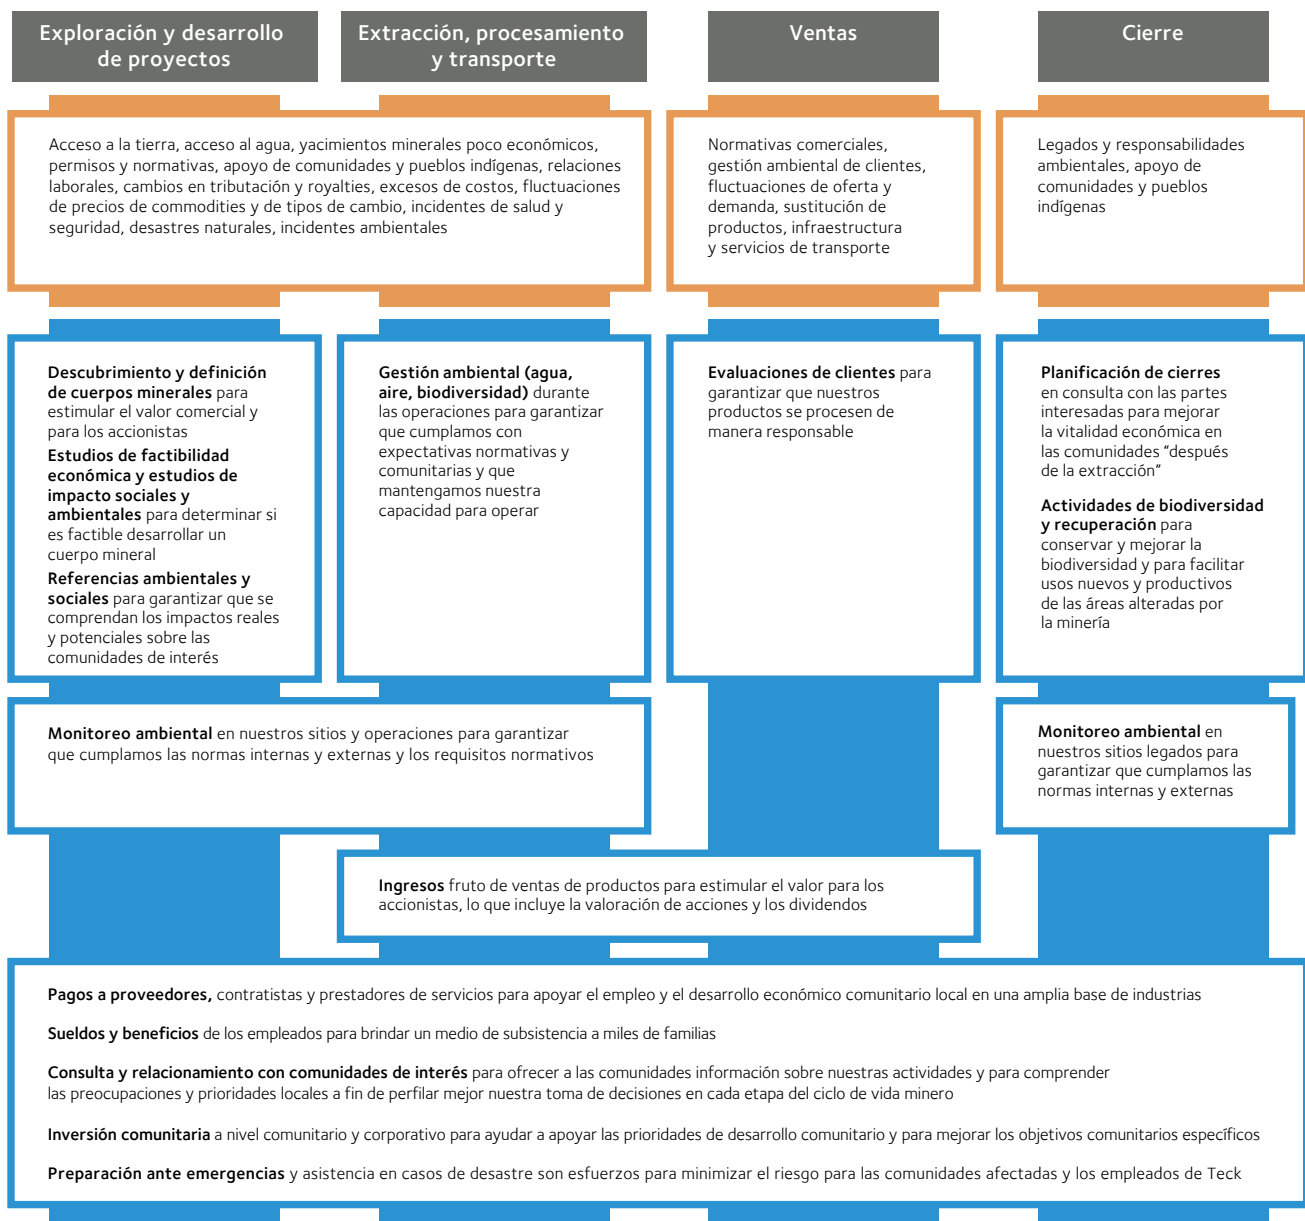 Exploración y desarrollo
de proyectos
Extracción, procesamiento
y transporte
Ventas
Cierre
Acceso a la tierra, acceso al agua, yacimientos minerales poco económicos,
permisos y normativas, apoyo de comunidades y pueblos indígenas, relaciones
laborales, cambios en tributación y royalties, excesos de costos, fluctuaciones
de precios de commodities y de tipos de cambio, incidentes de salud y
seguridad, desastres naturales, incidentes ambientales
Normativas comerciales,
gestión ambiental de clientes,
fluctuaciones de oferta y
demanda, sustitución de
productos, infraestructura
y servicios de transporte
Legados y responsabilidades
ambientales, apoyo de
comunidades y pueblos
indígenas
Descubrimiento y definición
de cuerpos minerales para
estimular el valor comercial y
para los accionistas
Estudios de factibilidad
económica y estudios de
impacto sociales y
ambientales para determinar si
es factible desarrollar un
cuerpo mineral
Referencias ambientales y
sociales para garantizar que se
comprendan los impactos reales
y potenciales sobre las
comunidades de interés
Gestión ambiental (agua,
aire, biodiversidad) durante
las operaciones para garantizar
que cumplamos con
expectativas normativas y
comunitarias y que
mantengamos nuestra
capacidad para operar
Evaluaciones de clientes para
garantizar que nuestros
productos se procesen de
manera responsable
Planificación de cierres
en consulta con las partes
interesadas para mejorar
la vitalidad económica en
las comunidades “después
de la extracción”
Actividades de biodiversidad
y recuperación para
conservar y mejorar la
biodiversidad y para facilitar
usos nuevos y productivos
de las áreas alteradas por
la minería
Monitoreo ambiental en nuestros sitios y operaciones para garantizar
que cumplamos las normas internas y externas y los requisitos normativos
Monitoreo ambiental en
nuestros sitios legados para
garantizar que cumplamos las
normas internas y externas
Ingresos fruto de ventas de productos para estimular el valor para los
accionistas, lo que incluye la valoración de acciones y los dividendos
Pagos a proveedores, contratistas y prestadores de servicios para apoyar el empleo y el desarrollo económico comunitario local en una amplia base de industrias
Sueldos y beneficios de los empleados para brindar un medio de subsistencia a miles de familias
Consulta y relacionamiento con comunidades de interés para ofrecer a las comunidades información sobre nuestras actividades y para comprender
las preocupaciones y prioridades locales a fin de perfilar mejor nuestra toma de decisiones en cada etapa del ciclo de vida minero
Inversión comunitaria a nivel comunitario y corporativo para ayudar a apoyar las prioridades de desarrollo comunitario y para mejorar los objetivos comunitarios específicos
Preparación ante emergencias y asistencia en casos de desastre son esfuerzos para minimizar el riesgo para las comunidades afectadas y los empleados de Teck